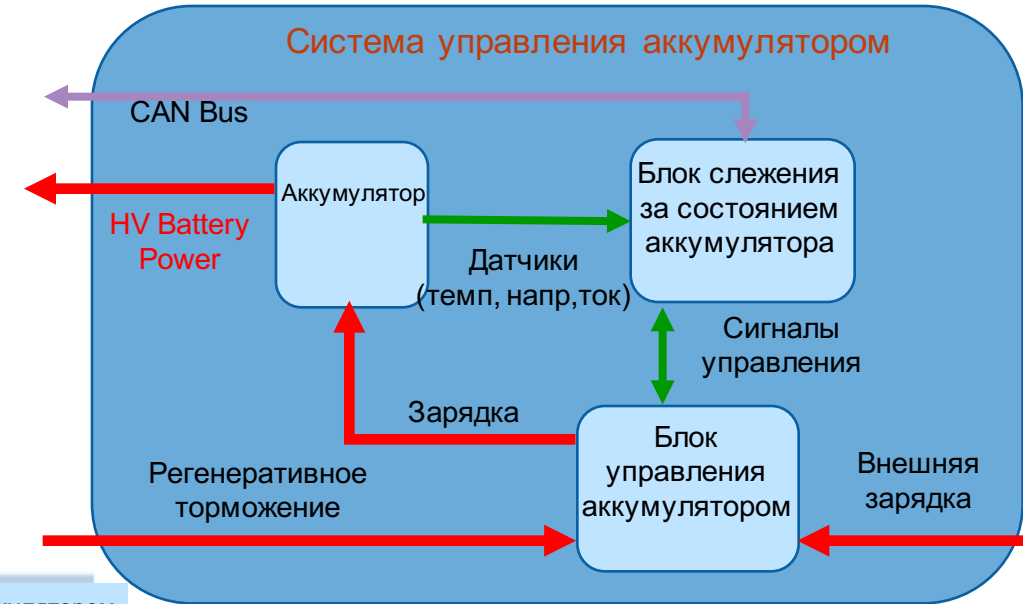 Система управления аккумулятором
CAN Bus
Аккумулятор
HV Battery
Power
Блок слежения
за состоянием
аккумулятора
Датчики
(темп, напр,ток)
Сигналы
управления
Зарядка
Блок
управления
аккумулятором
Регенеративное
торможение
Внешняя
зарядка